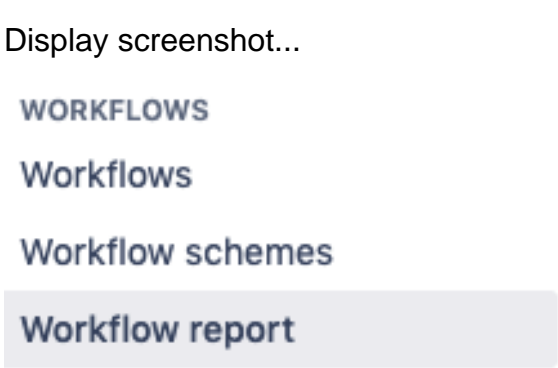 Display screenshot...
WORKFLOWS
Workflows
Workflow schemes
Workflow report